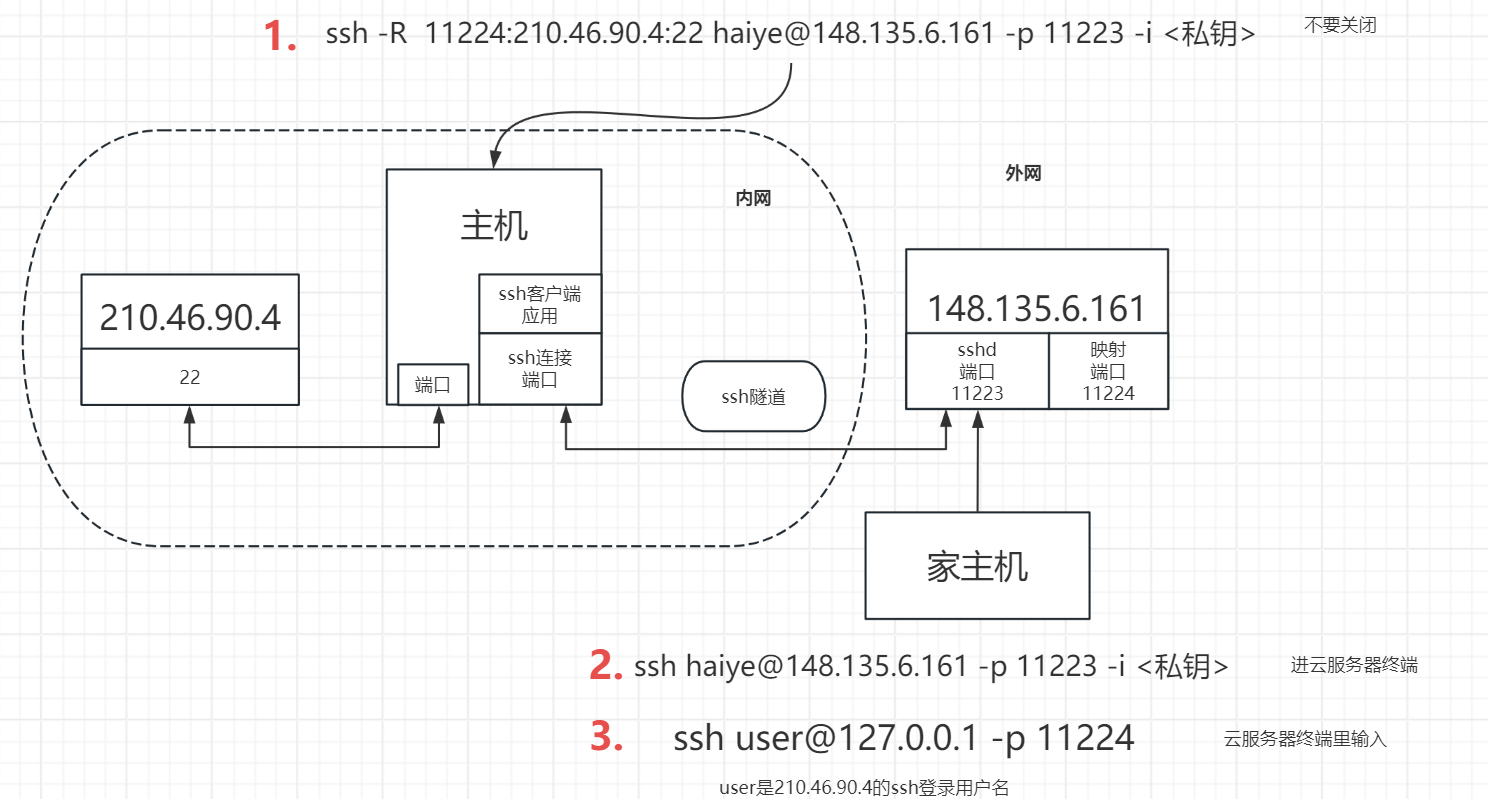 1. ssh -R 11224:210.46.90.4:22 haiye@148.135.6.161 -p 11223 -i <私钥>
不要关闭
外网
内网
主机
ssh客户端
应用
ssh连接
端口
端口
210.46.90.4
22
ssh隧道
148.135.6.161
sshd
端口
11223
映射
端口
11224
家主机
2. ssh haiye@148.135.6.161 -p 11223 -i <私钥>
进云服务器终端
3. ssh user@127.0.0.1 -p 11224
云服务器终端里输入
user是210.46.90.4的ssh登录用户名